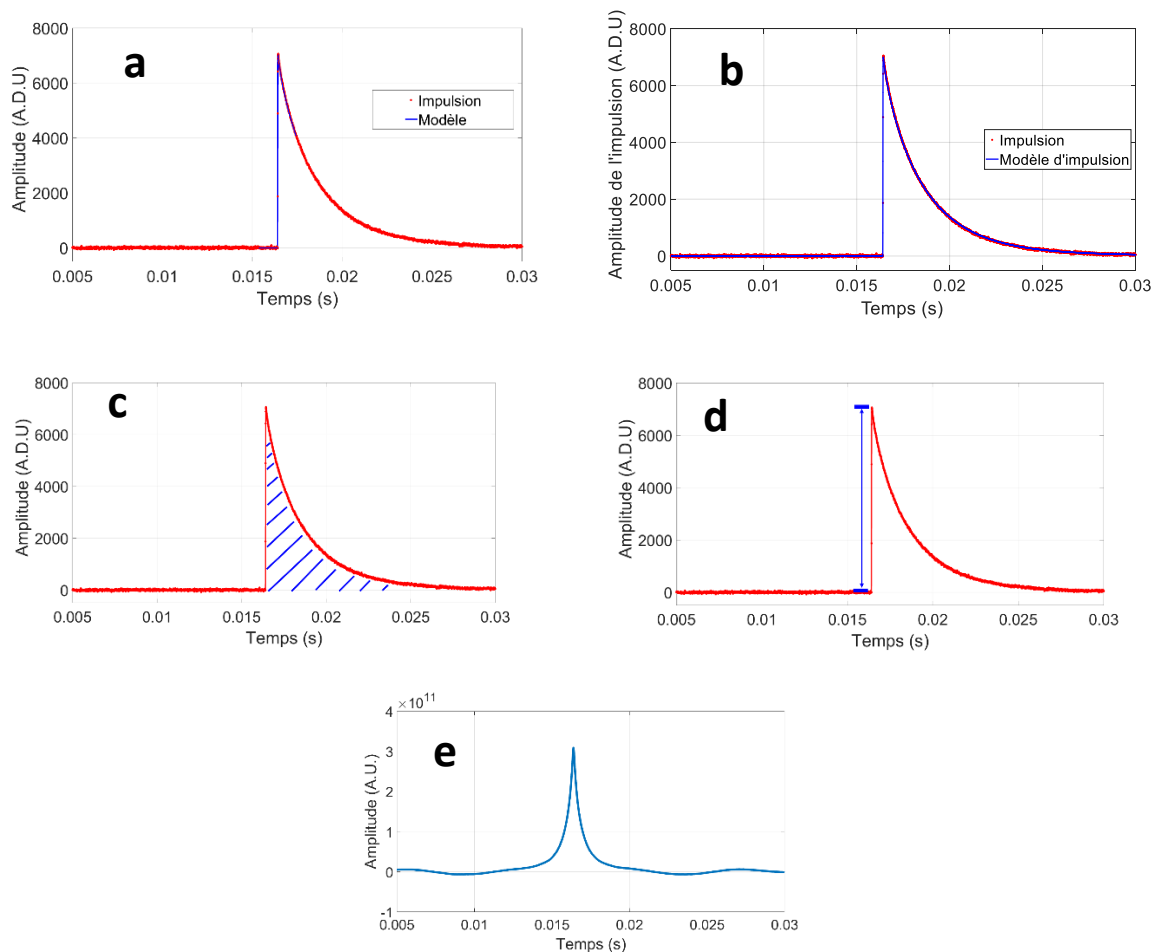 a
Amplitude (A.D.U)
8000
6000
4000
2000
0
Impulsion
Modèle
0.005 0.01 0.015 0.02 0.025 0.03
Temps (s)
b
Amplitude de l'impulsion (A.D.U)
8000
6000
4000
2000
0
Impulsion
Modèle d'impulsion
0.005 0.01 0.015 0.02 0.025 0.03
Temps (s)
c
Amplitude (A.D.U)
8000
6000
4000
2000
0
0.005 0.01 0.015 0.02 0.025 0.03
Temps (s)
d
Amplitude (A.D.U)
8000
6000
4000
2000
0
0.005 0.01 0.015 0.02 0.025 0.03
Temps (s)
e
×10^11
Amplitude (A.U.)
4
3
2
1
0
-1
0.005 0.01 0.015 0.02 0.025 0.03
Temps (s)